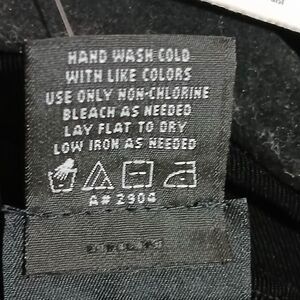 HAND WASH COLD
WITH LIKE COLORS
USE ONLY NON-CHLORINE
BLEACH AS NEEDED
LAY FLAT TO DRY
LOW IRON AS NEEDED
A# 2904